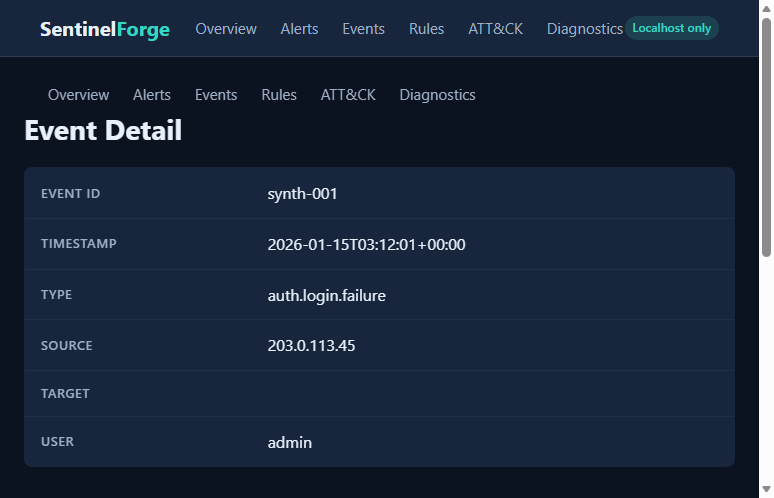 SentinelForge Overview Alerts Events Rules ATT&CK Diagnostics Localhost only
Overview Alerts Events Rules ATT&CK Diagnostics
Event Detail
EVENT ID synth-001
TIMESTAMP 2026-01-15T03:12:01+00:00
TYPE auth.login.failure
SOURCE 203.0.113.45
TARGET
USER admin